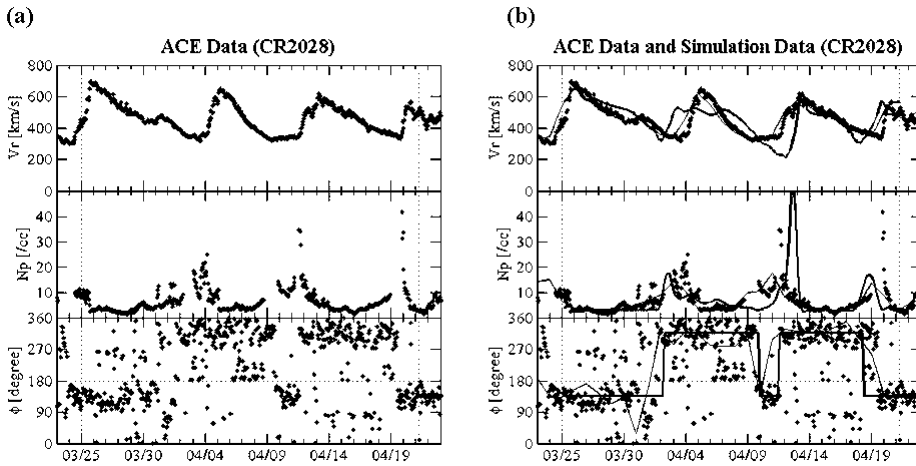 (a)
(b)
ACE Data (CR2028)
ACE Data and Simulation Data (CR2028)
800
600
400
200
0
Vr [km/s]
40
30
20
10
Np [/cc]
360
270
180
90
0
ϕ [degree]
03/25 03/30 04/04 04/09 04/14 04/19
800
600
400
200
0
Vr [km/s]
40
30
20
10
Np [/cc]
360
270
180
90
0
ϕ [degree]
03/25 03/30 04/04 04/09 04/14 04/19